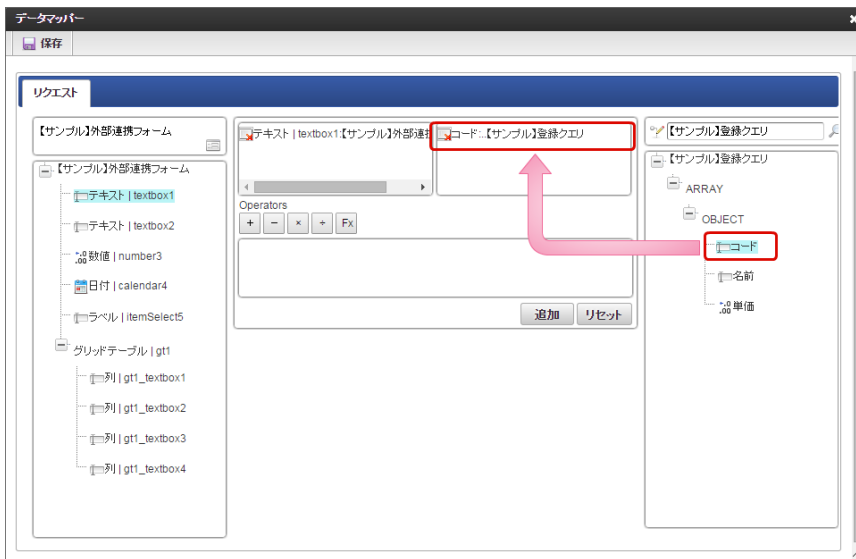 データマッパー
保存
リクエスト
【サンプル】外部連携フォーム
【サンプル】外部連携フォーム
テキスト | textbox1
テキスト | textbox2
数値 | number3
日付 | calendar4
ラベル | itemSelect5
グリッドテーブル | gt1
列 | gt1_textbox1
列 | gt1_textbox2
列 | gt1_textbox3
列 | gt1_textbox4
テキスト | textbox1:【サンプル】外部連携
コード:..【サンプル】登録クエリ
Operators
+ - × ÷ Fx
追加 リセット
【サンプル】登録クエリ
【サンプル】登録クエリ
ARRAY
OBJECT
コード
名前
単価